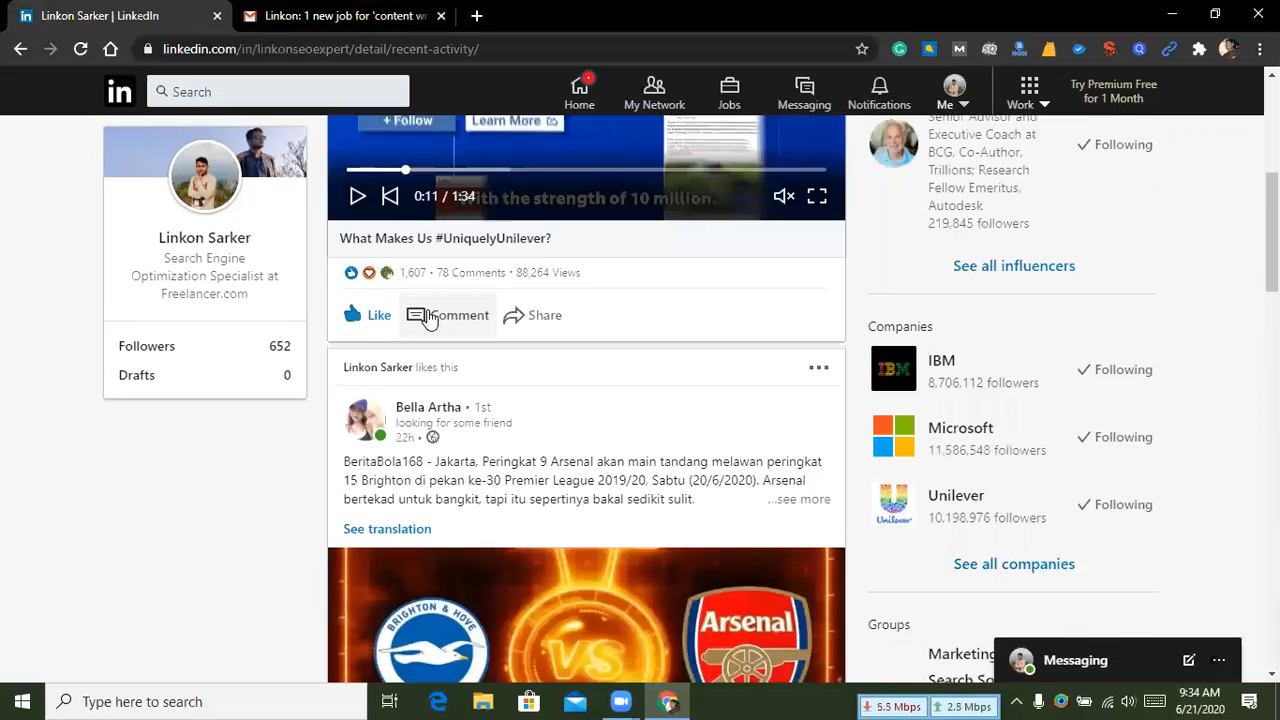 Linkon Sarker | LinkedIn
Linkon: 1 new job for 'content w
linkedin.com/in/linkonseoexpert/detail/recent-activity/
in
Search
Home
My Network
Jobs
Messaging
Notifications
Me
Work
Try Premium Free
for 1 Month
Linkon Sarker
Search Engine
Optimization Specialist at
Freelancer.com
Followers 652
Drafts 0
+ Follow
Learn More
0:11 / 1:34
with the strength of 10 million.
What Makes Us #UniquelyUnilever?
1,607 • 78 Comments • 88,264 Views
Like
Comment
Share
Linkon Sarker likes this
Bella Artha • 1st
looking for some friend
22h •
BeritaBola168 - Jakarta, Peringkat 9 Arsenal akan main tandang melawan peringkat
15 Brighton di pekan ke-30 Premier League 2019/20, Sabtu (20/6/2020). Arsenal
bertekad untuk bangkit, tapi itu sepertinya bakal sedikit sulit.
...see more
See translation
BRIGHTON & HOVE
VS
Arsenal
Senior Advisor and
Executive Coach at
BCG, Co-Author,
Trillions; Research
Fellow Emeritus,
Autodesk
219,845 followers
Following
See all influencers
Companies
IBM
IBM
8,706,112 followers
Following
Microsoft
11,586,548 followers
Following
Unilever
Unilever
10,198,976 followers
Following
See all companies
Groups
Marketing
Search
Messaging
Type here to search
5.5 Mbps
2.8 Mbps
9:34 AM
6/21/2020